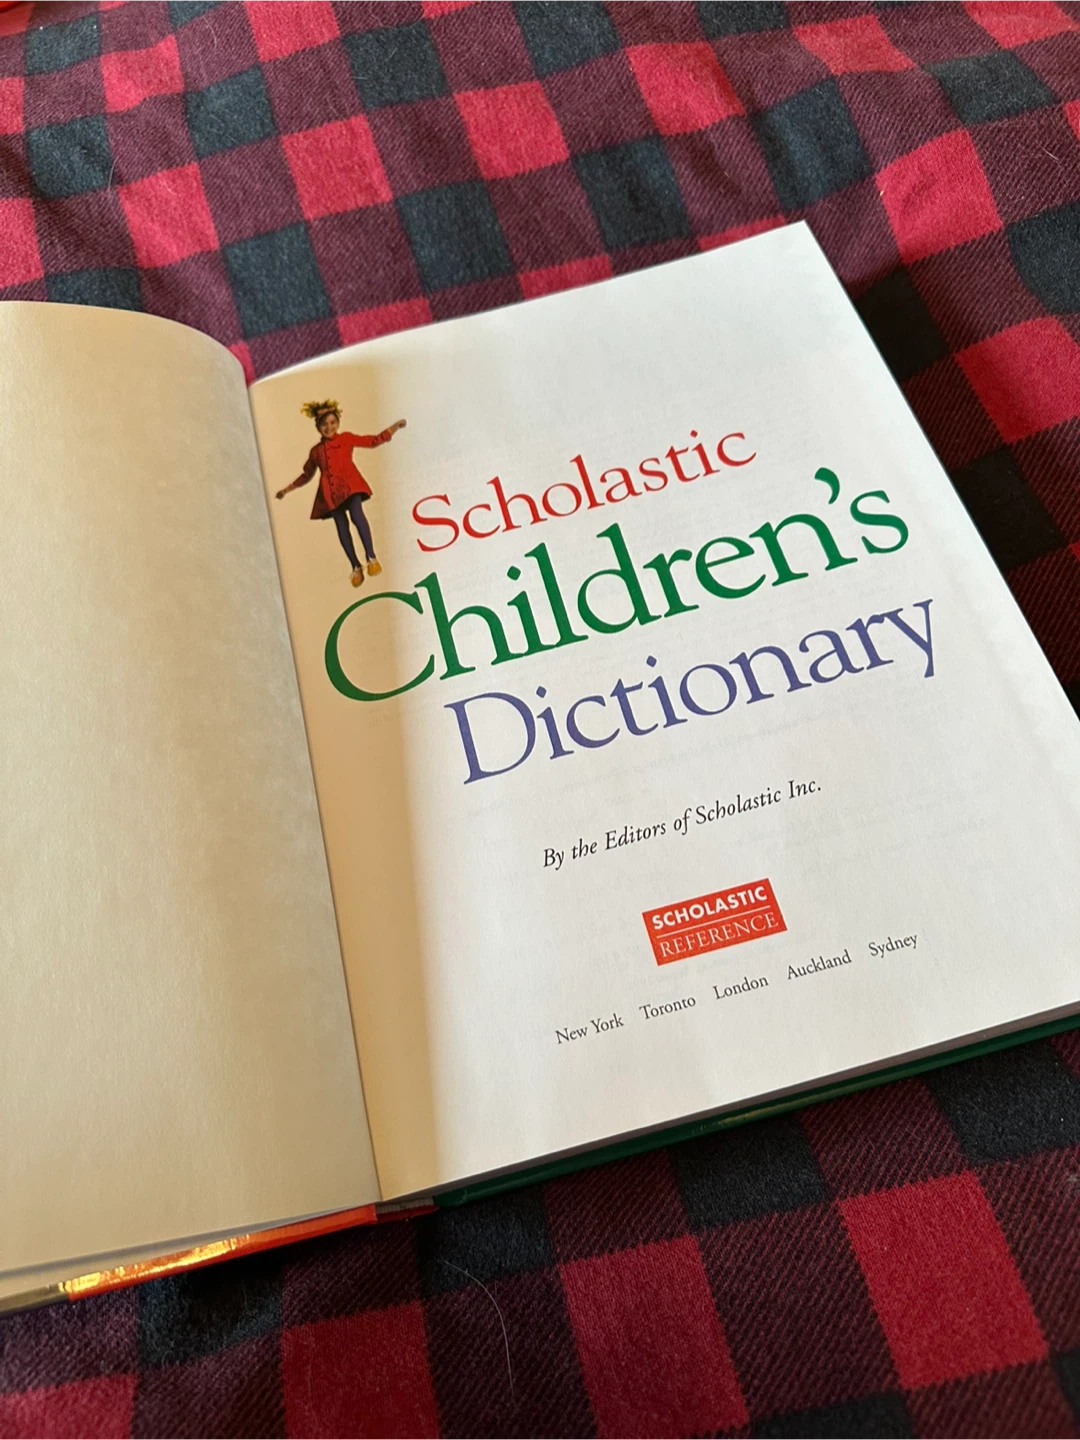 Scholastic
Children's
Dictionary
By the Editors of Scholastic Inc.
SCHOLASTIC
REFERENCE
New York Toronto London Auckland Sydney